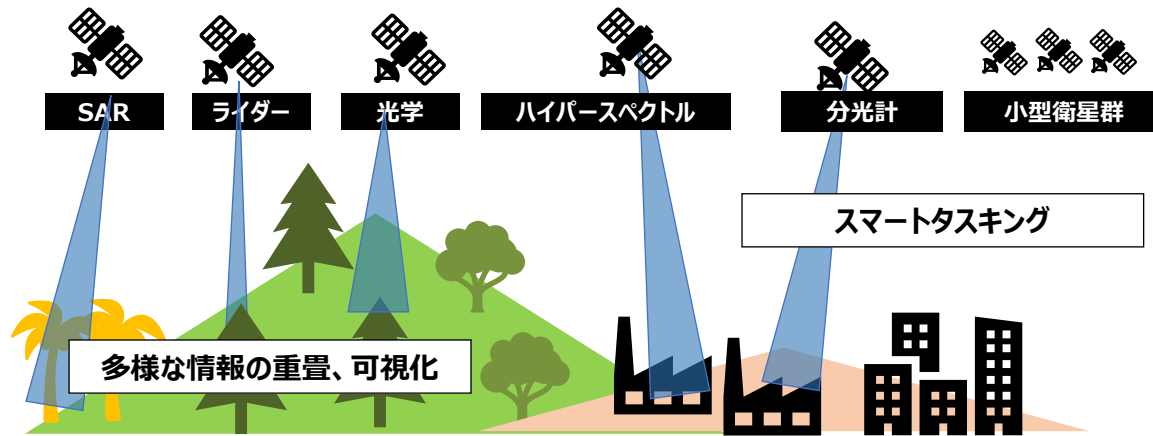 SAR
ライダー
光学
ハイパースペクトル
分光計
小型衛星群
スマートタスキング
多様な情報の重畳、可視化